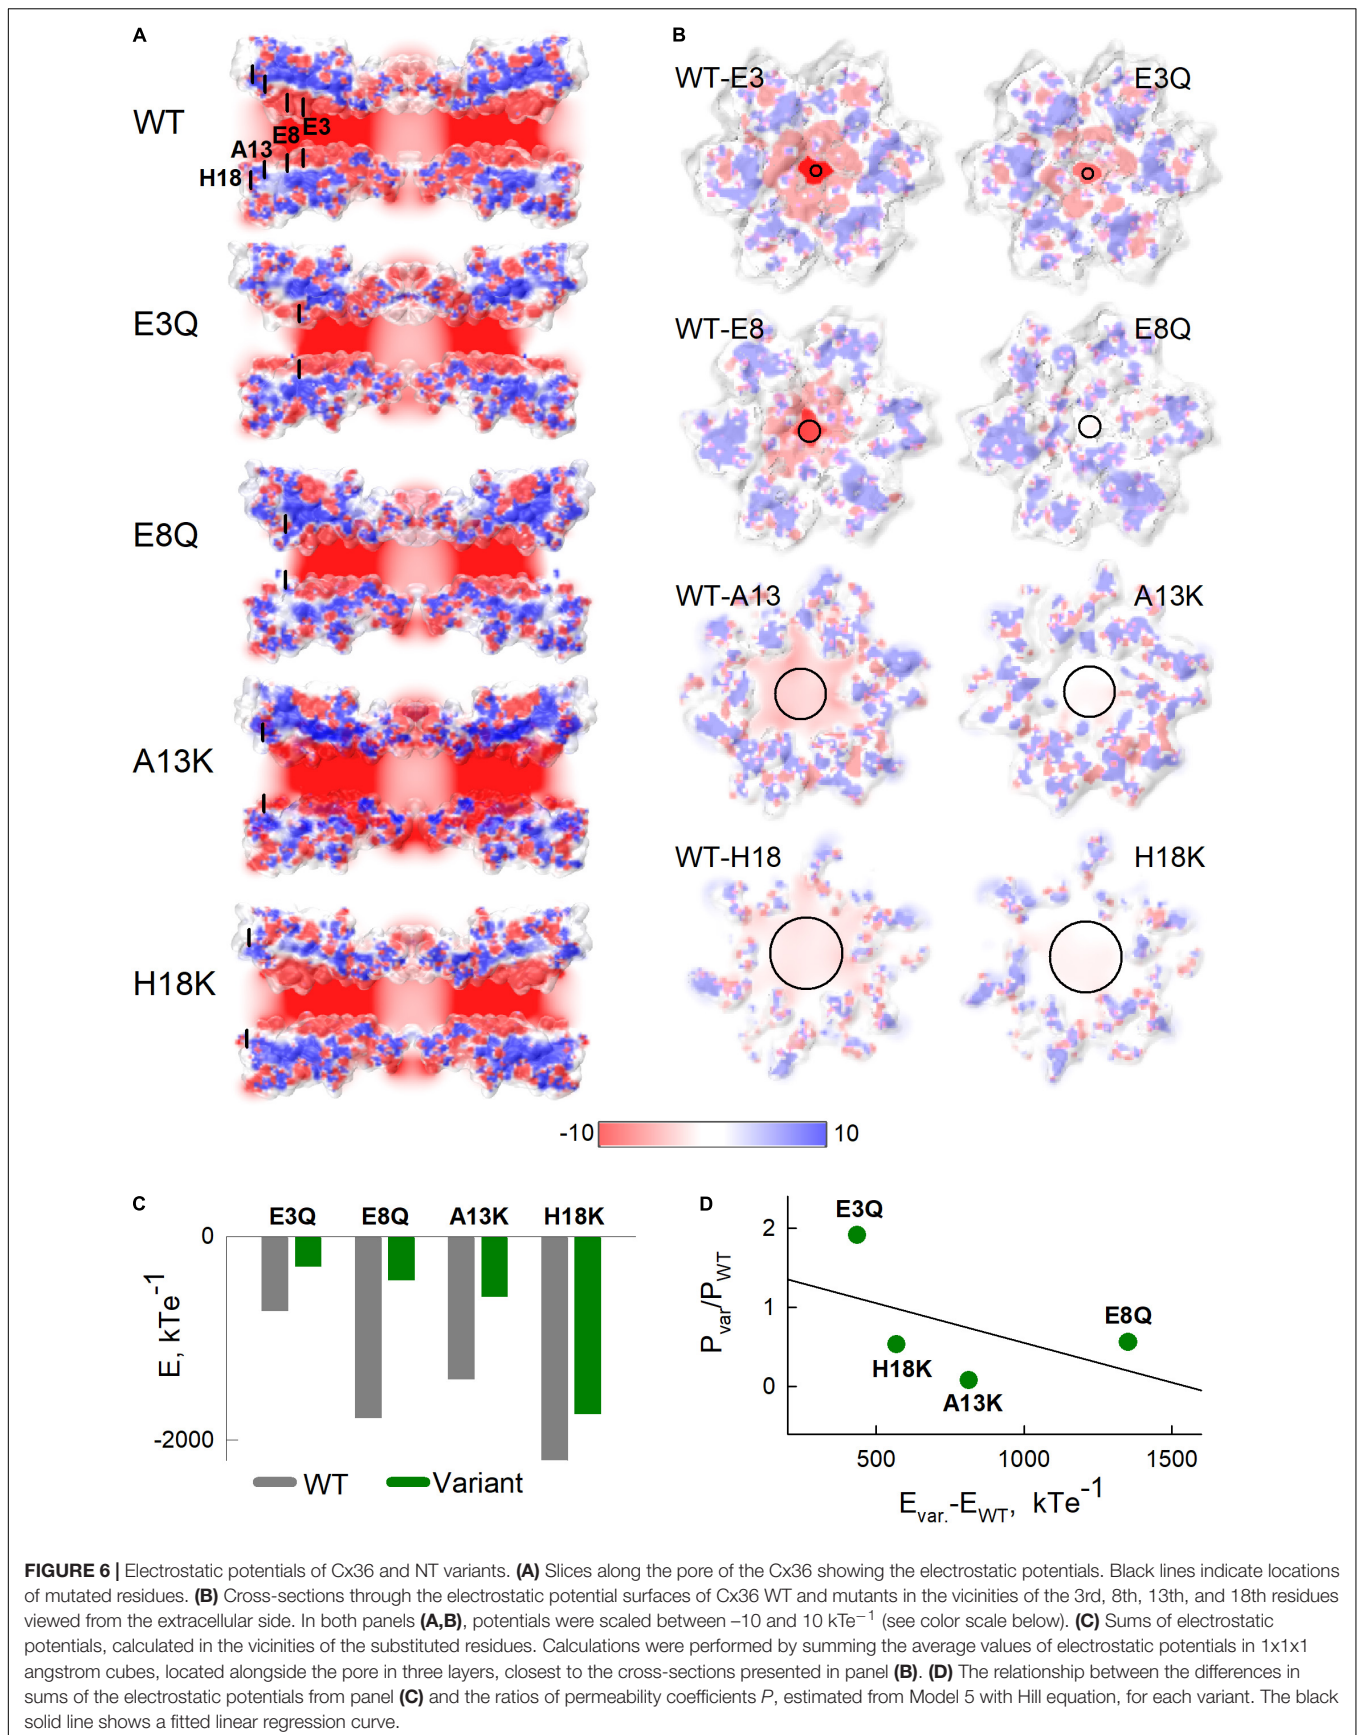 A
WT
E3
E8
A13
H18
E3Q
E8Q
A13K
H18K
B
WT-E3 E3Q
WT-E8 E8Q
WT-A13 A13K
WT-H18 H18K
-10 10
C
E3Q E8Q A13K H18K
0
-2000
E, kTe⁻¹
WT Variant
D
E3Q
E8Q
H18K
A13K
2
1
0
P_var/P_WT
500 1000 1500
E_var.-E_WT, kTe⁻¹
FIGURE 6 | Electrostatic potentials of Cx36 and NT variants. (A) Slices along the pore of the Cx36 showing the electrostatic potentials. Black lines indicate locations
of mutated residues. (B) Cross-sections through the electrostatic potential surfaces of Cx36 WT and mutants in the vicinities of the 3rd, 8th, 13th, and 18th residues
viewed from the extracellular side. In both panels (A,B), potentials were scaled between –10 and 10 kTe⁻¹ (see color scale below). (C) Sums of electrostatic
potentials, calculated in the vicinities of the substituted residues. Calculations were performed by summing the average values of electrostatic potentials in 1x1x1
angstrom cubes, located alongside the pore in three layers, closest to the cross-sections presented in panel (B). (D) The relationship between the differences in
sums of the electrostatic potentials from panel (C) and the ratios of permeability coefficients P, estimated from Model 5 with Hill equation, for each variant. The black
solid line shows a fitted linear regression curve.